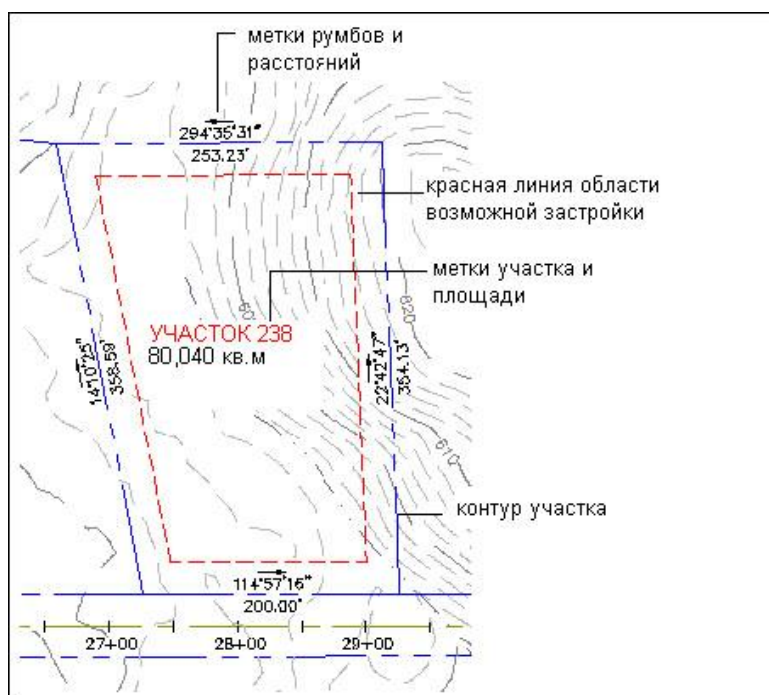 метки румбов и
расстояний
294°35'31"
253.23'
красная линия области
возможной застройки
метки участка и
площади
620
УЧАСТОК 238
80,040 кв.м
14°10'25"
358.59'
22°42'47"
354.13'
610
контур участка
114°57'16"
200.00'
27+00 28+00 29+00